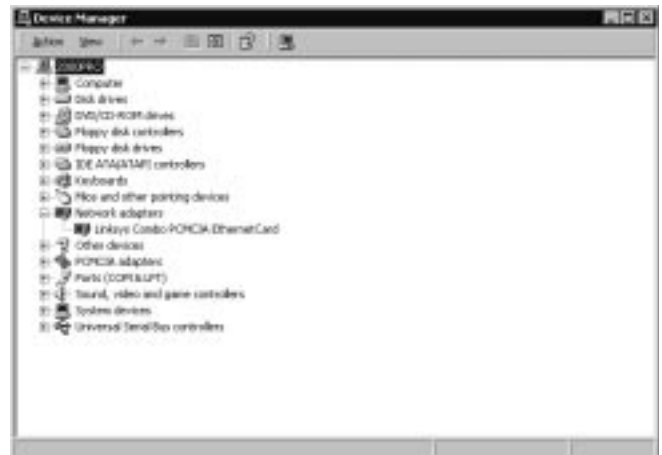 Device Manager
Action View
2000PRO
Computer
Disk drives
DVD/CD-ROM drives
Floppy disk controllers
Floppy disk drives
IDE ATA/ATAPI controllers
Keyboards
Mice and other pointing devices
Network adapters
Linksys Combo PCMCIA EthernetCard
Other devices
PCMCIA adapters
Ports (COM & LPT)
Sound, video and game controllers
System devices
Universal Serial Bus controllers